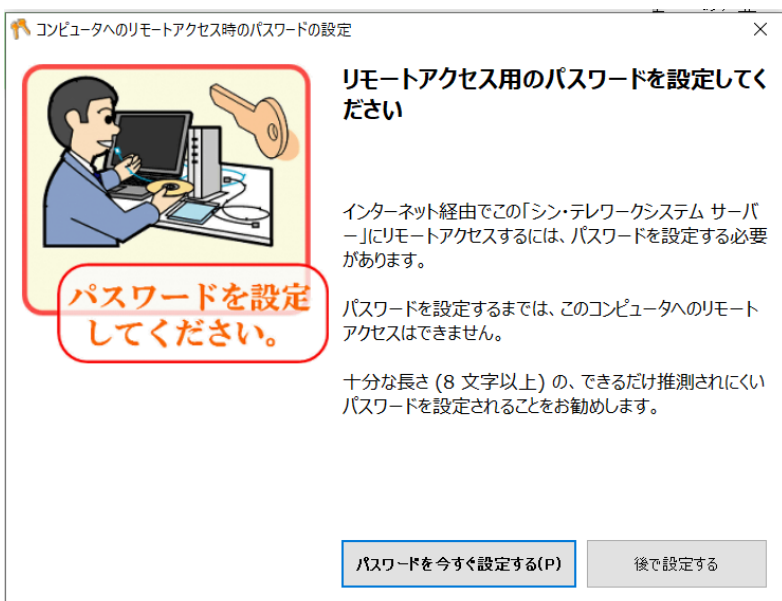 コンピュータへのリモートアクセス時のパスワードの設定
リモートアクセス用のパスワードを設定してく
ださい
インターネット経由でこの「シン・テレワークシステム サーバ
ー」にリモートアクセスするには、パスワードを設定する必要
があります。
パスワードを設定するまでは、このコンピュータへのリモート
アクセスはできません。
十分な長さ (8 文字以上) の、できるだけ推測されにくい
パスワードを設定されることをお勧めします。
パスワードを設定
してください。
パスワードを今すぐ設定する(P)
後で設定する